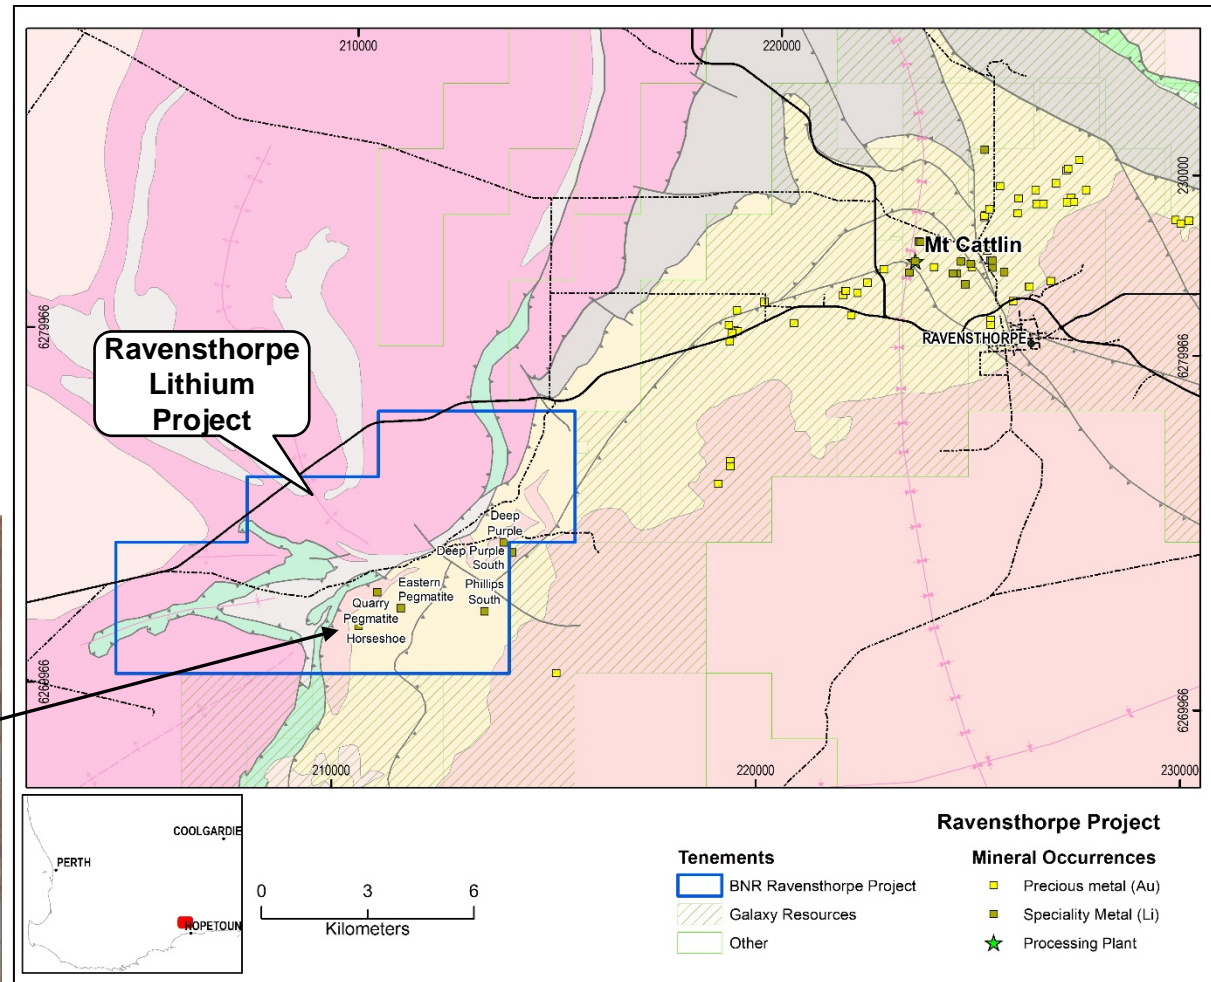 210000
220000
230000
6279966
6279966
Mt Cattlin
RAVENSTHORPE
Ravensthorpe
Lithium
Project
Deep
Purple
Deep Purple
South
Eastern
Pegmatite
Phillips
South
Quarry
Pegmatite
Horseshoe
6269966
6269966
210000
220000
230000
COOLGARDIE
PERTH
HOPETOUN
0 3 6
Kilometers
Ravensthorpe Project
Tenements
BNR Ravensthorpe Project
Galaxy Resources
Other
Mineral Occurrences
Precious metal (Au)
Speciality Metal (Li)
Processing Plant